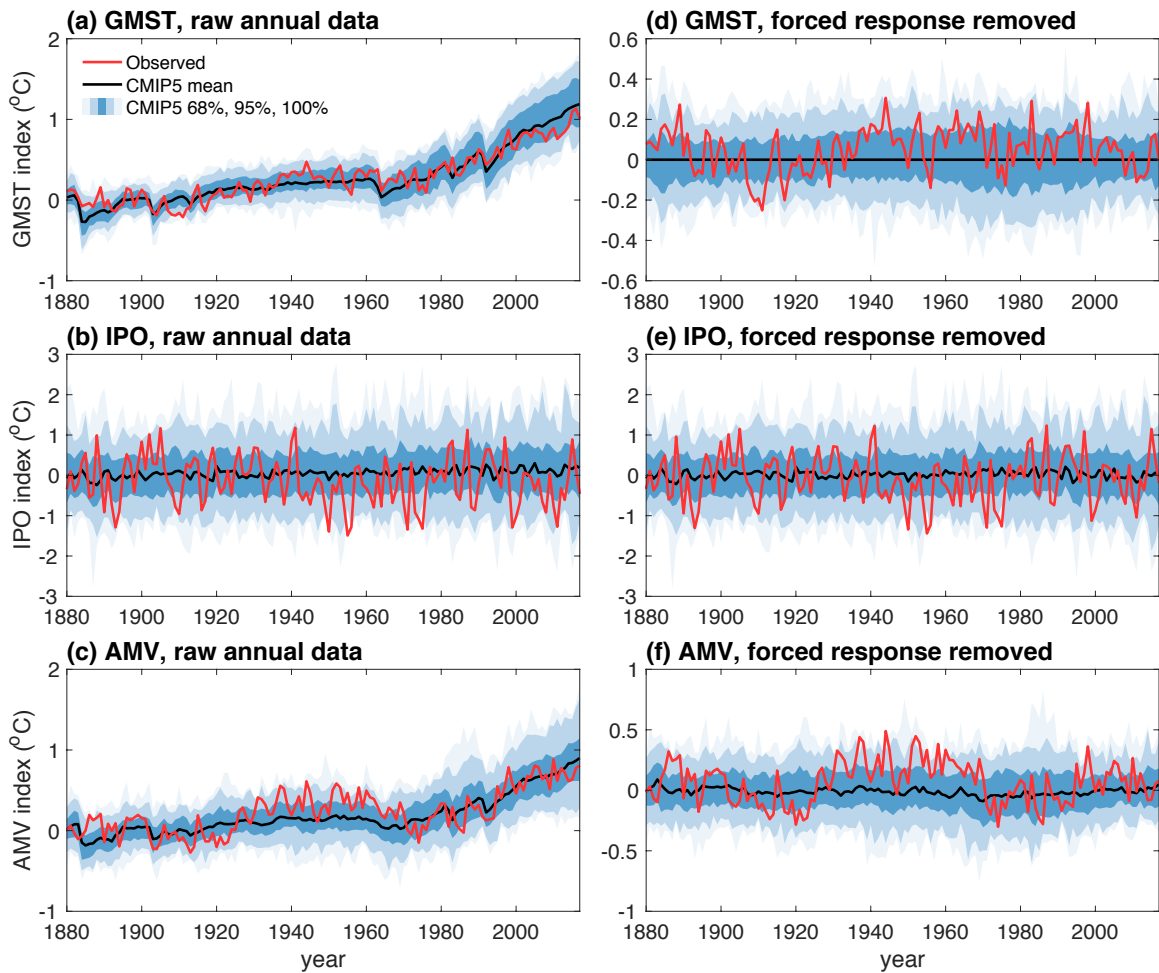 (a) GMST, raw annual data
2
1
0
-1
GMST index (°C)
Observed
CMIP5 mean
CMIP5 68%, 95%, 100%
1880 1900 1920 1940 1960 1980 2000
(d) GMST, forced response removed
0.6
0.4
0.2
0
-0.2
-0.4
-0.6
1880 1900 1920 1940 1960 1980 2000
(b) IPO, raw annual data
3
2
1
0
-1
-2
-3
IPO index (°C)
1880 1900 1920 1940 1960 1980 2000
(e) IPO, forced response removed
3
2
1
0
-1
-2
-3
1880 1900 1920 1940 1960 1980 2000
(c) AMV, raw annual data
2
1
0
-1
AMV index (°C)
1880 1900 1920 1940 1960 1980 2000
year
(f) AMV, forced response removed
1
0.5
0
-0.5
-1
1880 1900 1920 1940 1960 1980 2000
year